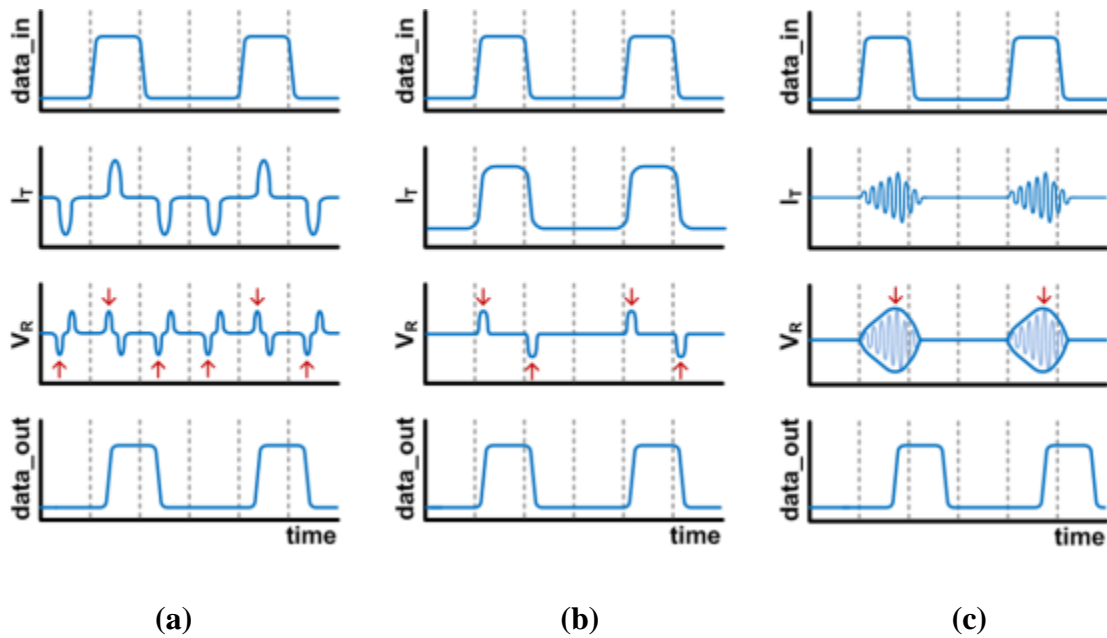 data_in
I_T
V_R
data_out
time
(a)
data_in
I_T
V_R
data_out
time
(b)
data_in
I_T
V_R
data_out
time
(c)